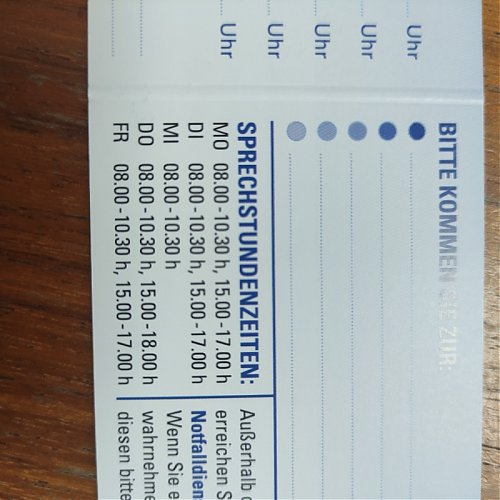 BITTE KOMMEN SIE ZUR:
Uhr
Uhr
Uhr
Uhr
Uhr
SPRECHSTUNDENZEITEN:
MO 08.00-10.30 h, 15.00-17.00 h
DI 08.00-10.30 h, 15.00-17.00 h
MI 08.00-10.30 h
DO 08.00-10.30 h, 15.00-18.00 h
FR 08.00-10.30 h, 15.00-17.00 h
Außerhalb
erreichen S
Notfalldien
Wenn Sie e
wahrnehme
diesen bitte